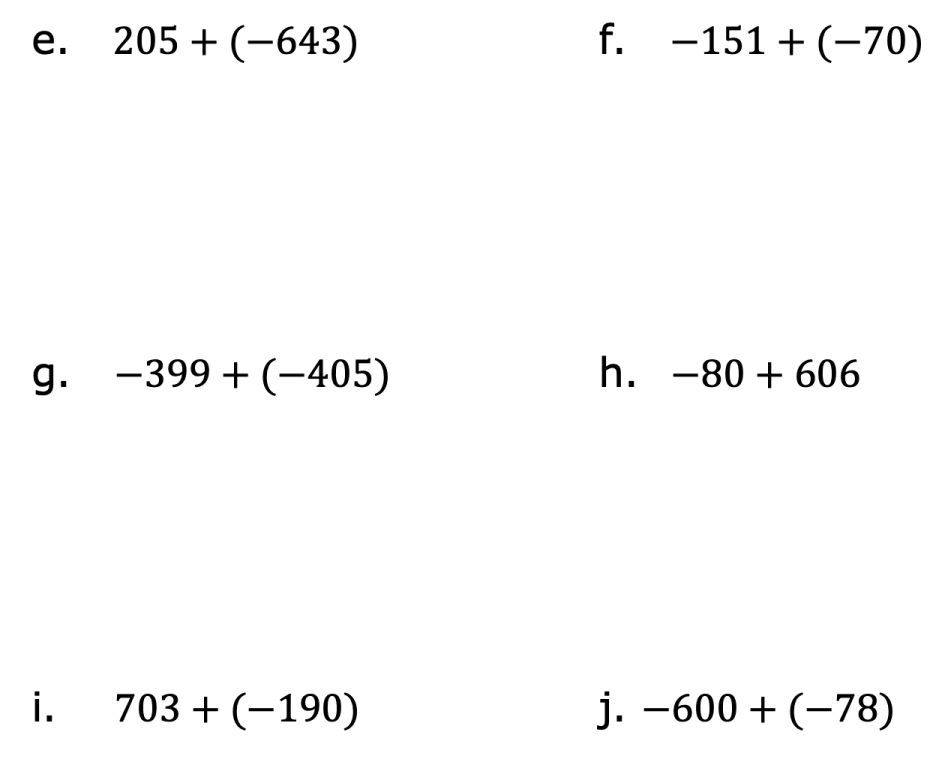 e. 205 + (−643)
f. −151 + (−70)
g. −399 + (−405)
h. −80 + 606
i. 703 + (−190)
j. −600 + (−78)